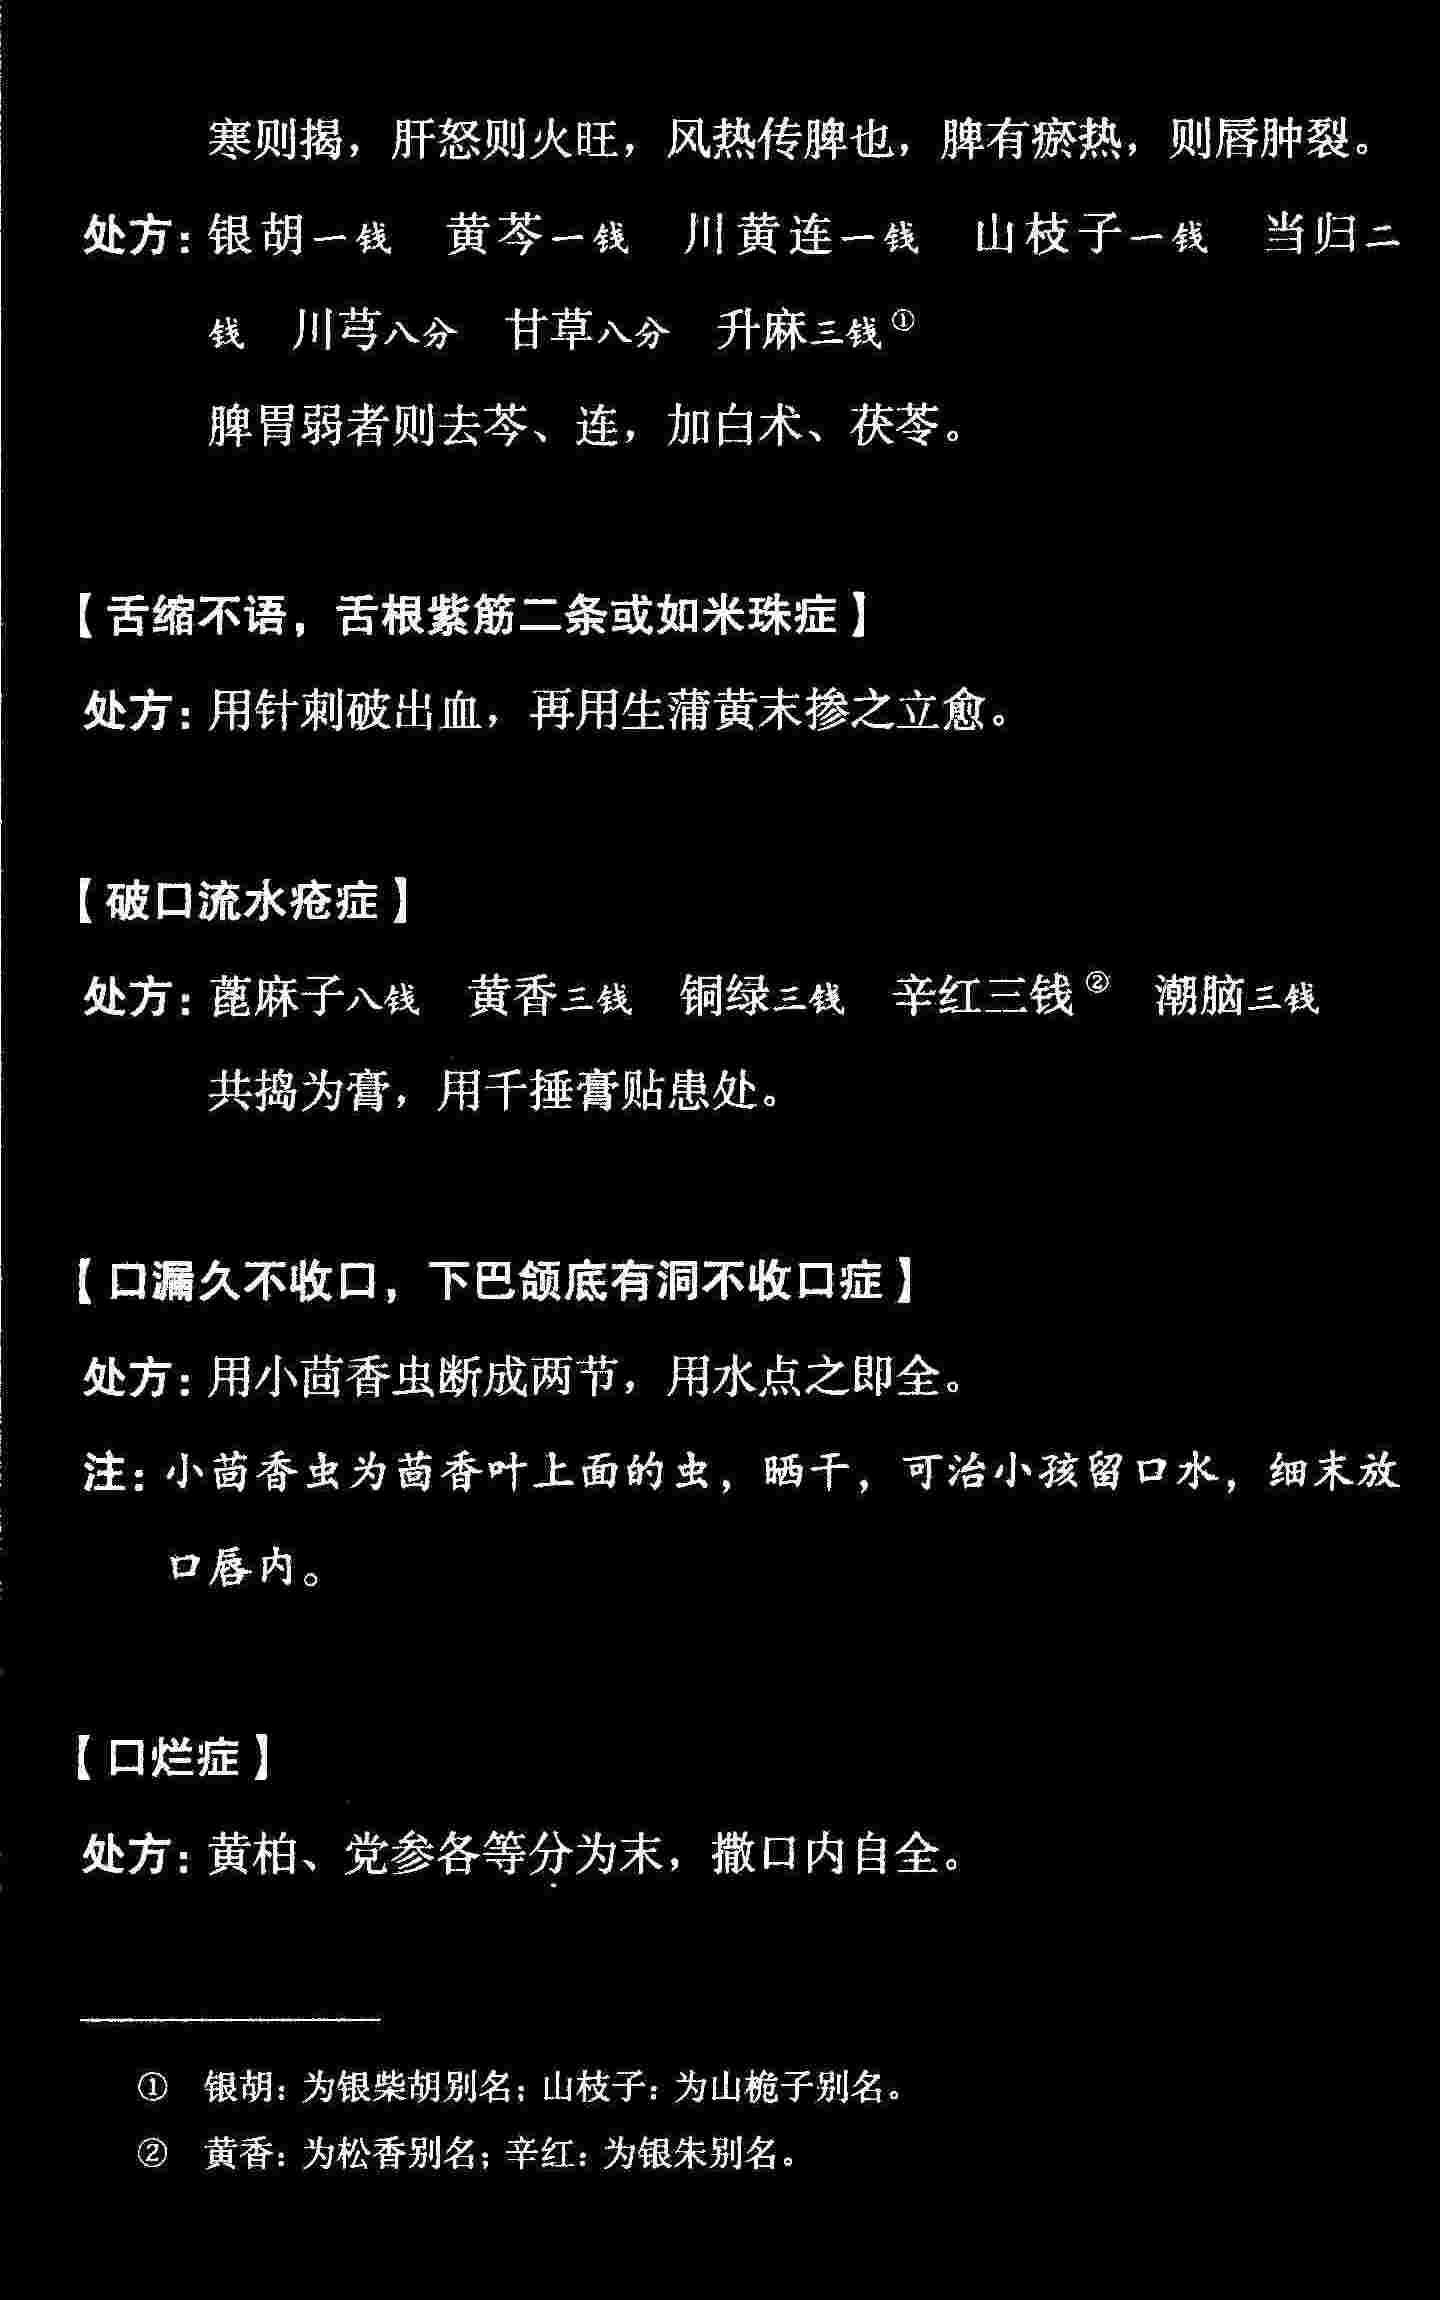 寒则揭，肝怒则火旺，风热传脾也，脾有瘀热，则唇肿裂。
处方：银胡一钱　黄芩一钱　川黄连一钱　山枝子一钱　当归二
钱　川芎八分　甘草八分　升麻三钱①
脾胃弱者则去芩、连，加白术、茯苓。
【舌缩不语，舌根紫筋二条或如米珠症】
处方：用针刺破出血，再用生蒲黄末掺之立愈。
【破口流水疮症】
处方：蓖麻子八钱　黄香三钱　铜绿三钱　辛红三钱②　潮脑三钱
共捣为膏，用千捶膏贴患处。
【口漏久不收口，下巴颌底有洞不收口症】
处方：用小茴香虫断成两节，用水点之即全。
注：小茴香虫为茴香叶上面的虫，晒干，可治小孩留口水，细末放
口唇内。
【口烂症】
处方：黄柏、党参各等分为末，撒口内自全。
①　银胡：为银柴胡别名；山枝子：为山桅子别名。
②　黄香：为松香别名；辛红：为银朱别名。